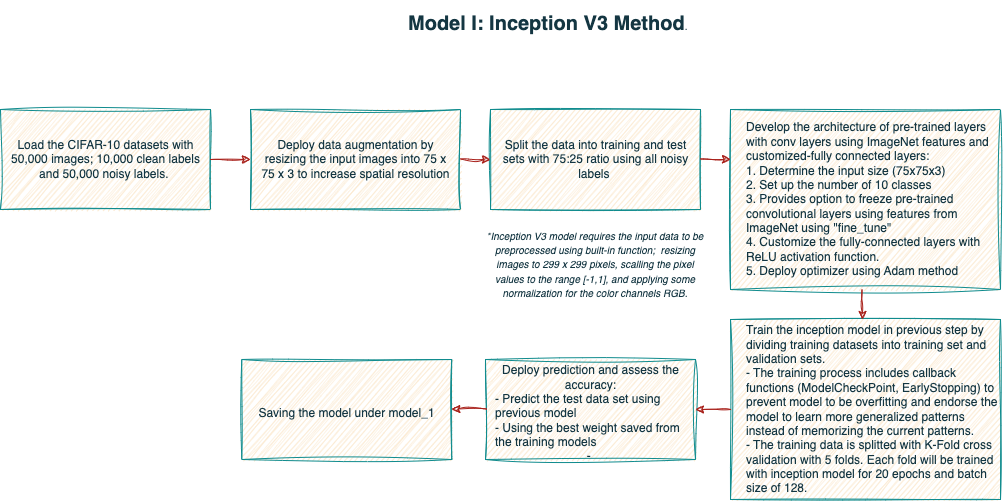 Model I: Inception V3 Method.
Load the CIFAR-10 datasets with
50,000 images; 10,000 clean labels
and 50,000 noisy labels.
Deploy data augmentation by
resizing the input images into 75 x
75 x 3 to increase spatial resolution
Split the data into training and test
sets with 75:25 ratio using all noisy
labels
*Inception V3 model requires the input data to be
preprocessed using built-in function;  resizing
images to 299 x 299 pixels, scalling the pixel
values to the range [-1,1], and applying some
normalization for the color channels RGB.
Develop the architecture of pre-trained layers
with conv layers using ImageNet features and
customized-fully connected layers:
1. Determine the input size (75x75x3)
2. Set up the number of 10 classes
3. Provides option to freeze pre-trained
convolutional layers using features from
ImageNet using "fine_tune"
4. Customize the fully-connected layers with
ReLU activation function.
5. Deploy optimizer using Adam method
Train the inception model in previous step by
dividing training datasets into training set and
validation sets.
- The training process includes callback
functions (ModelCheckPoint, EarlyStopping) to
prevent model to be overfitting and endorse the
model to learn more generalized patterns
instead of memorizing the current patterns.
- The training data is splitted with K-Fold cross
validation with 5 folds. Each fold will be trained
with inception model for 20 epochs and batch
size of 128.
Deploy prediction and assess the
accuracy:
- Predict the test data set using
previous model
- Using the best weight saved from
the training models
-
Saving the model under model_1